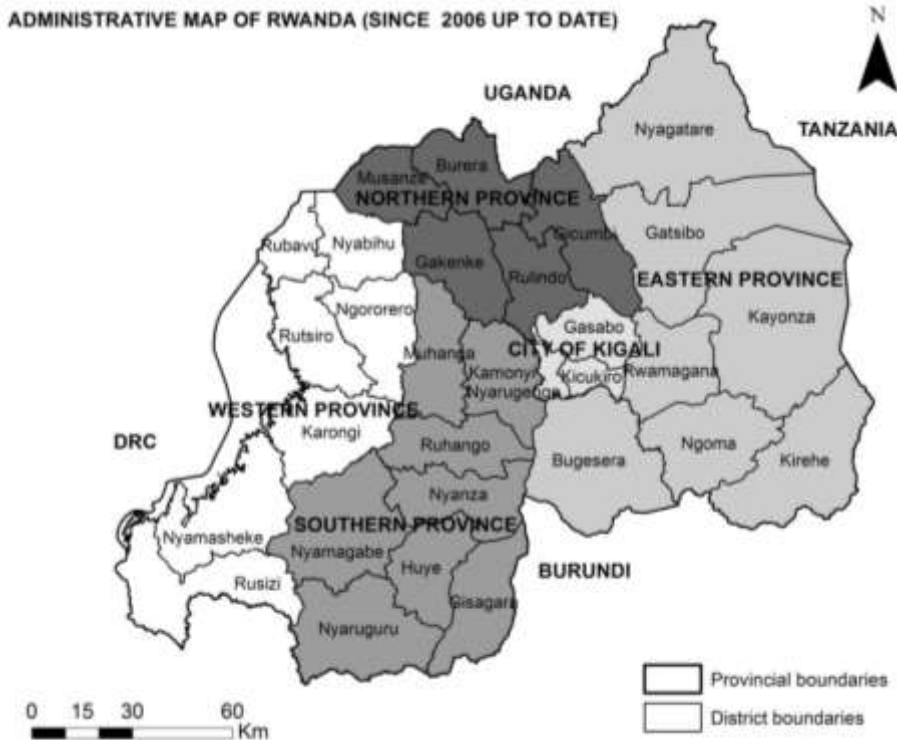 ADMINISTRATIVE MAP OF RWANDA (SINCE 2006 UP TO DATE)
N
UGANDA
TANZANIA
Nyagatare
Burera
Musanze
NORTHERN PROVINCE
Gicumbi
Gatsibo
Rubavu
Nyabihu
Gakenke
Rulindo
EASTERN PROVINCE
Ngororero
Kayonza
Rutsiro
Gasabo
Muhanga
CITY OF KIGALI
Kamonyi
Kicukiro
Rwamagana
Nyarugenge
WESTERN PROVINCE
Karongi
DRC
Ruhango
Ngoma
Bugesera
Kirehe
Nyanza
SOUTHERN PROVINCE
Nyamasheke
Nyamagabe
Huye
BURUNDI
Rusizi
Gisagara
Nyaruguru
Provincial boundaries
District boundaries
0 15 30 60
Km